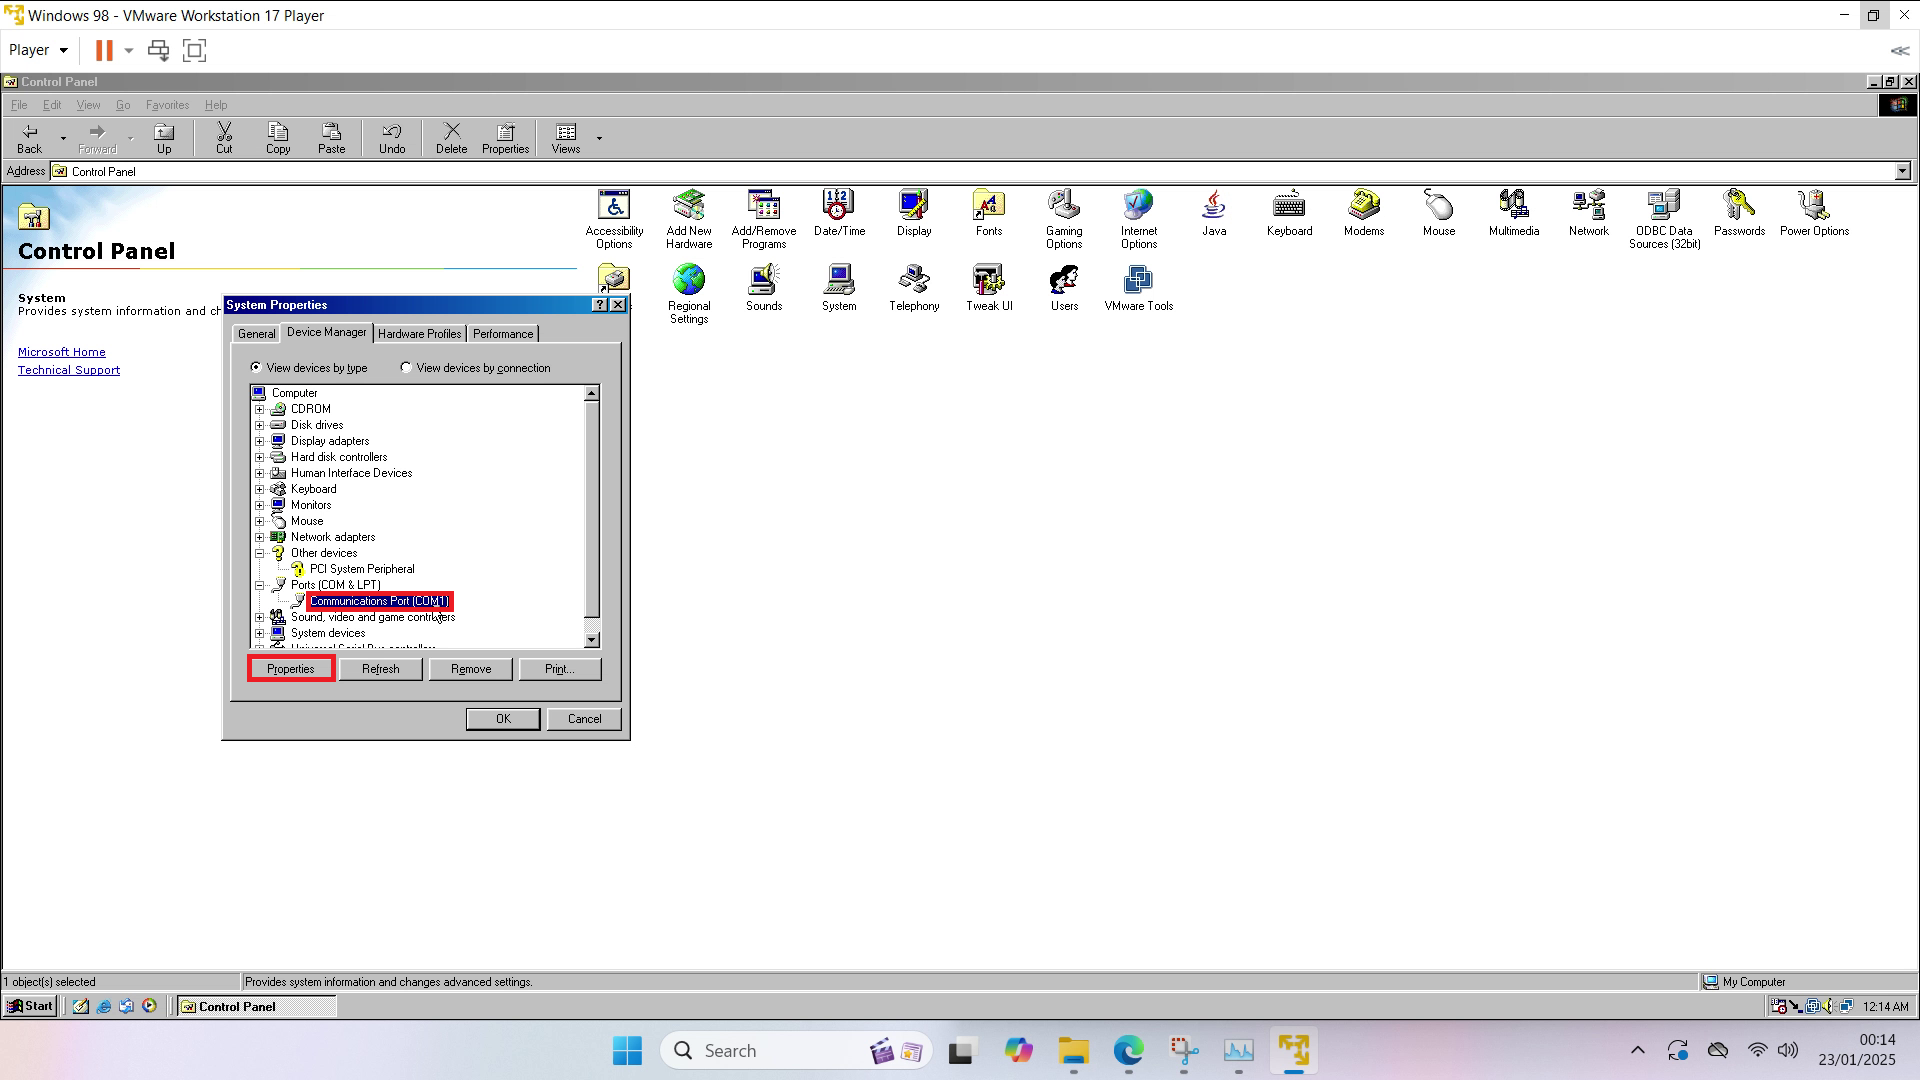 Windows 98 - VMware Workstation 17 Player
Player
Control Panel
File Edit View Go Favorites Help
Back Forward Up Cut Copy Paste Undo Delete Properties Views
Address Control Panel
Control Panel
System
Provides system information and ch
Microsoft Home
Technical Support
Accessibility Options
Add New Hardware
Add/Remove Programs
Date/Time
Display
Fonts
Gaming Options
Internet Options
Java
Keyboard
Modems
Mouse
Multimedia
Network
ODBC Data Sources (32bit)
Passwords
Power Options
Regional Settings
Sounds
System
Telephony
Tweak UI
Users
VMware Tools
System Properties
General Device Manager Hardware Profiles Performance
View devices by type View devices by connection
Computer
CDROM
Disk drives
Display adapters
Hard disk controllers
Human Interface Devices
Keyboard
Monitors
Mouse
Network adapters
Other devices
PCI System Peripheral
Ports (COM & LPT)
Communications Port (COM1)
Sound, video and game controllers
System devices
Properties Refresh Remove Print...
OK Cancel
1 object(s) selected Provides system information and changes advanced settings. My Computer
Start Control Panel 12:14 AM
Search
00:14
23/01/2025